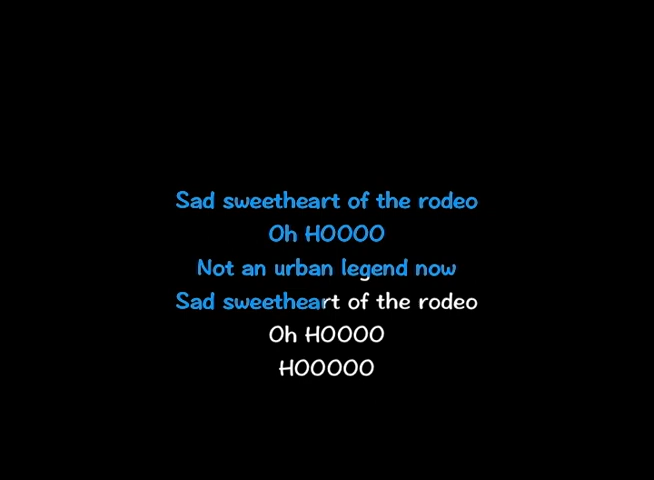 Sad sweetheart of the rodeo
Oh HOOOO
Not an urban legend now
Sad sweetheart of the rodeo
Oh HOOOO
HOOOOO